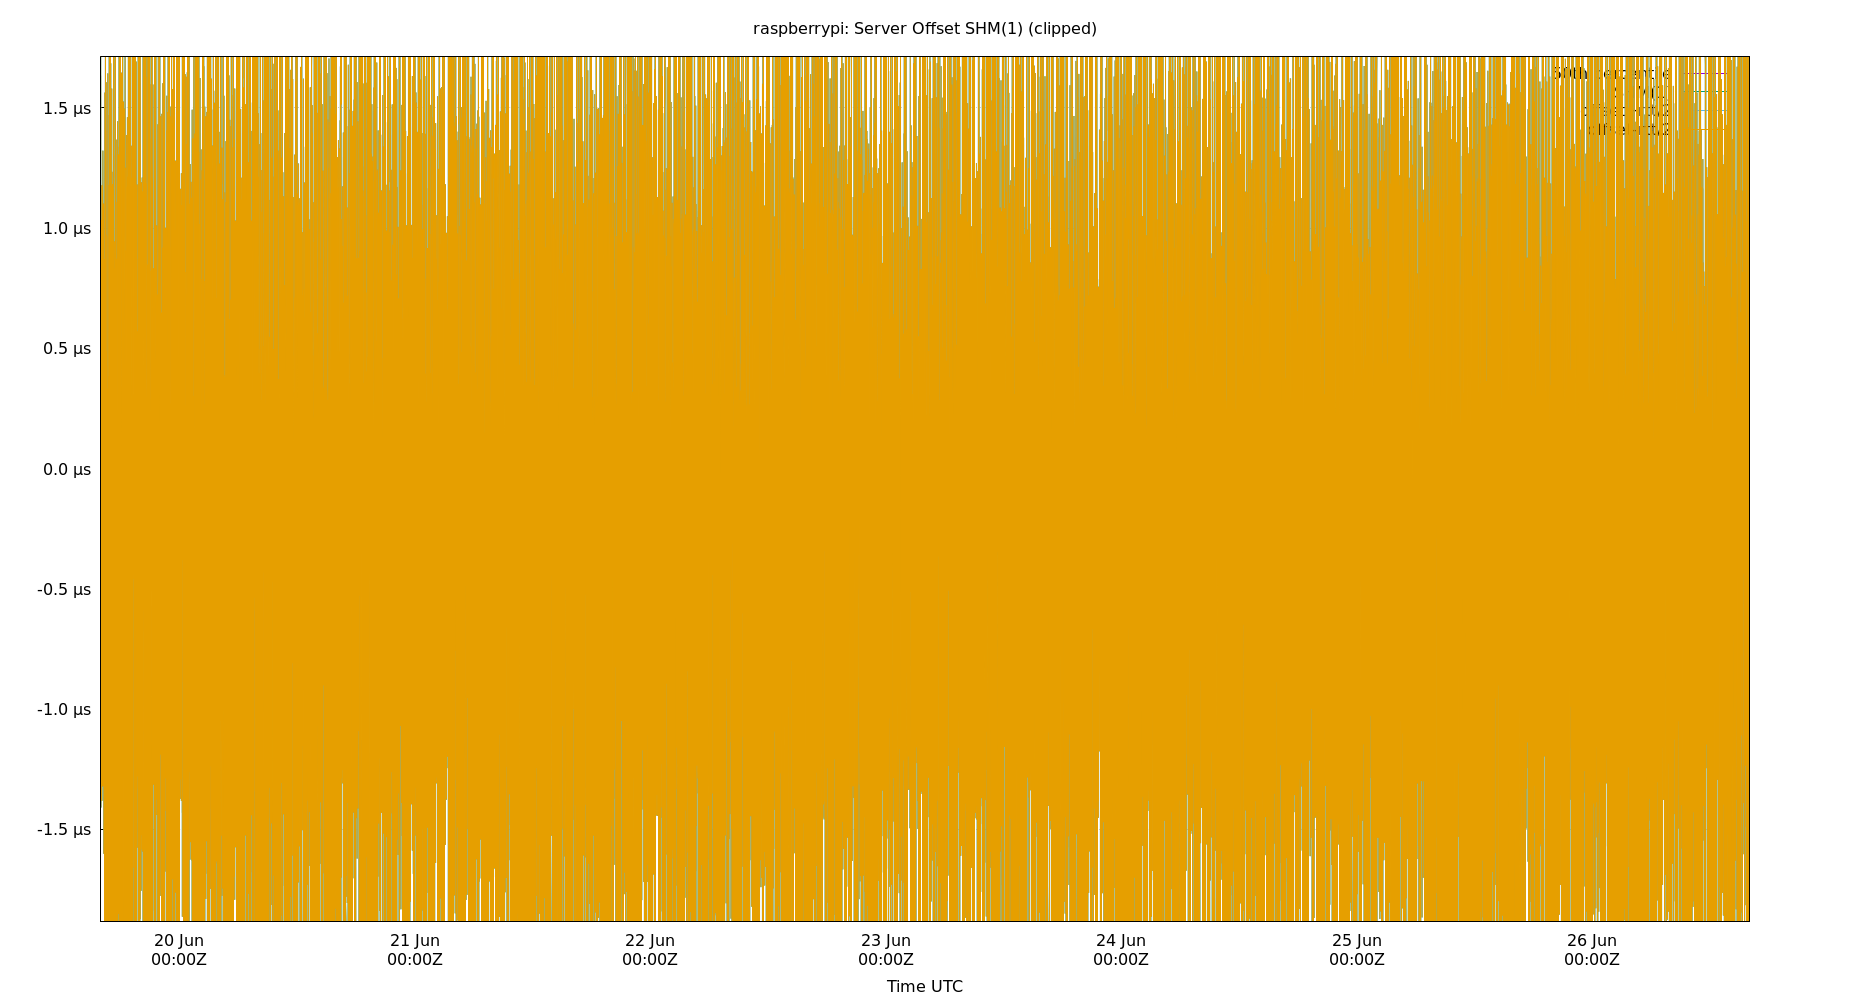 raspberrypi: Server Offset SHM(1) (clipped)
1.5 µs
1.0 µs
0.5 µs
0.0 µs
-0.5 µs
-1.0 µs
-1.5 µs
20 Jun 21 Jun 22 Jun 23 Jun 24 Jun 25 Jun 26 Jun
00:00Z 00:00Z 00:00Z 00:00Z 00:00Z 00:00Z 00:00Z
Time UTC